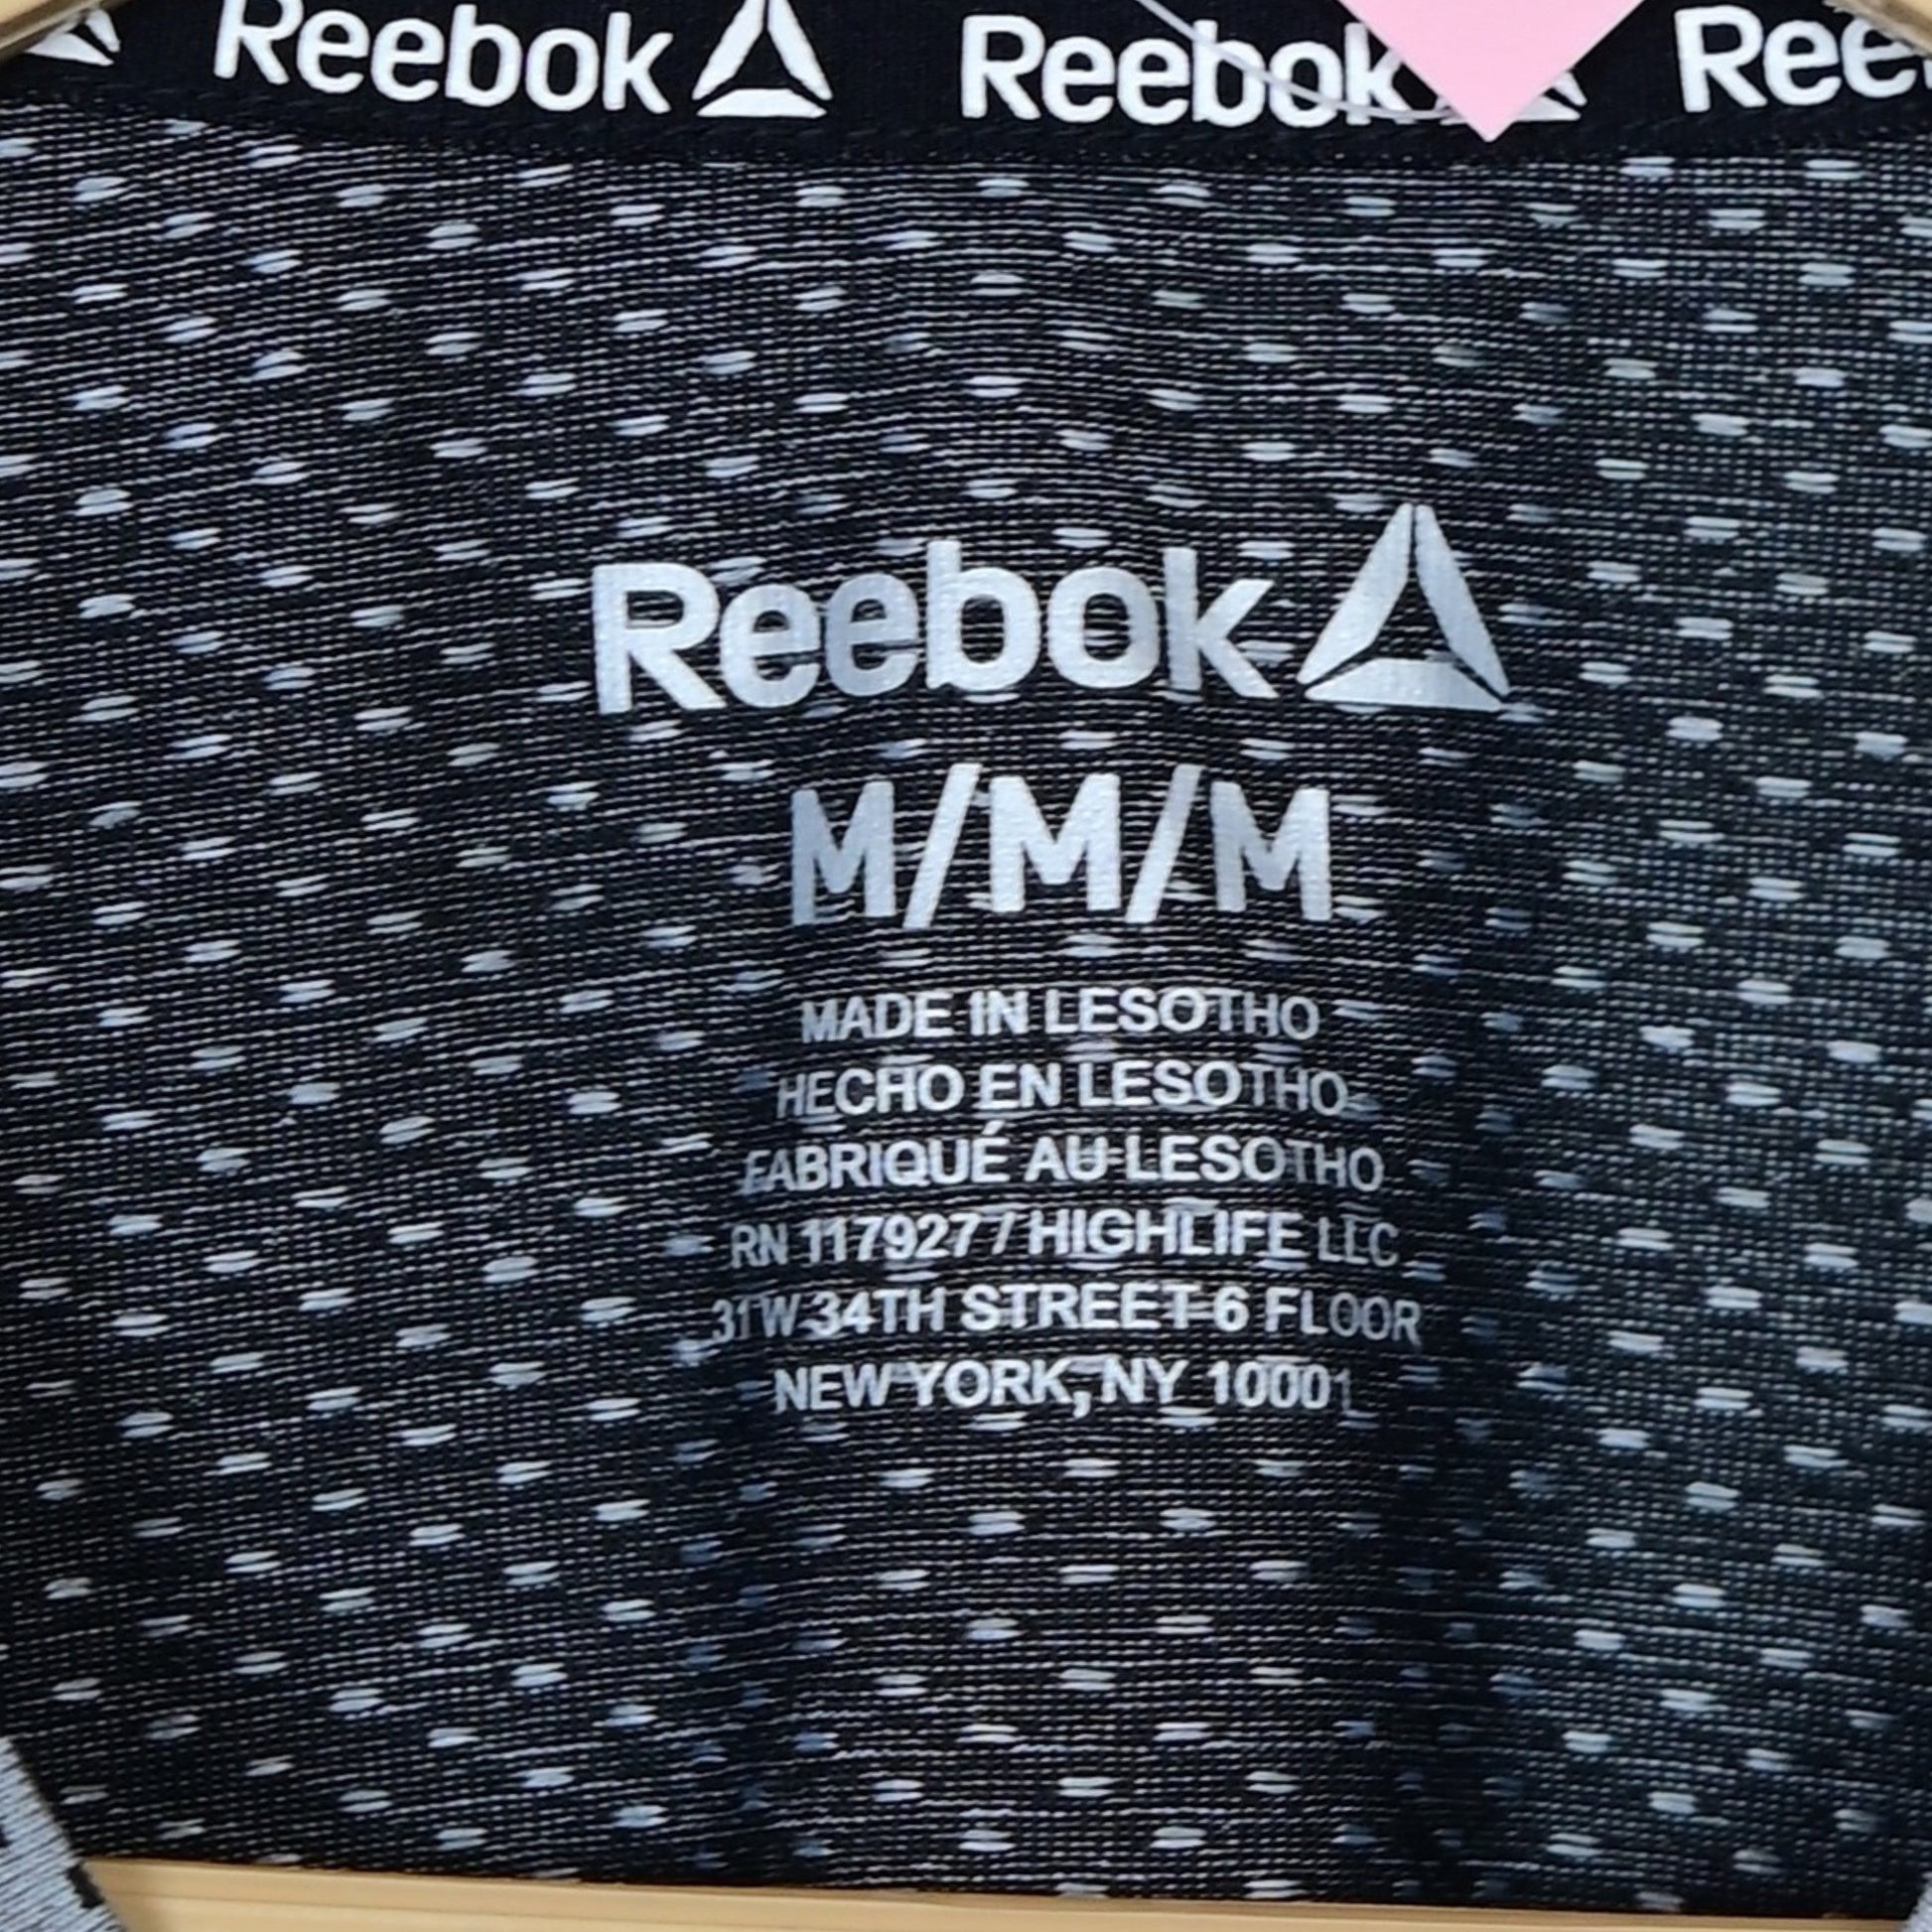 Reebok Reebok Ree
Reebok
M/M/M
MADE IN LESOTHO
HECHO EN LESOTHO
FABRIQUÉ AU LESOTHO
RN 117927 / HIGHLIFE LLC
31 W 34TH STREET 6 FLOOR
NEW YORK, NY 10001